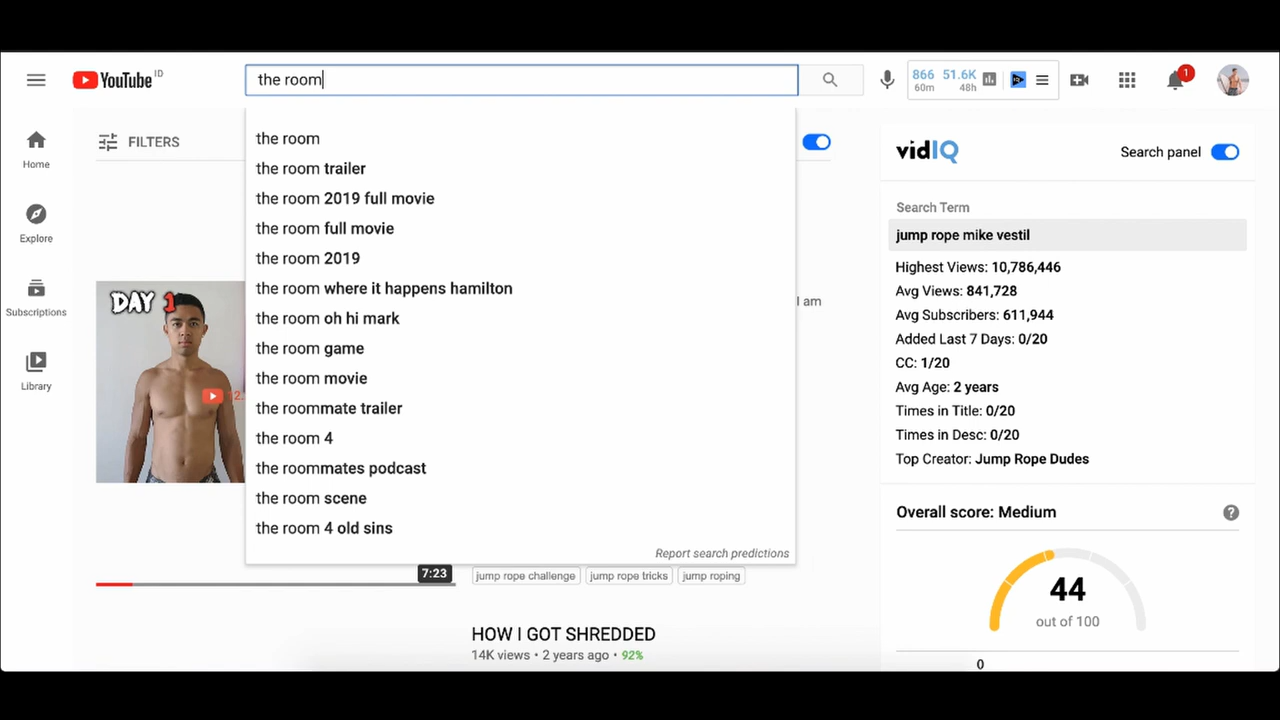 YouTube ID
the room
866 51.6K
60m 48h
1
FILTERS
Home
Explore
Subscriptions
Library
the room
the room trailer
the room 2019 full movie
the room full movie
the room 2019
the room where it happens hamilton
the room oh hi mark
the room game
the room movie
the roommate trailer
the room 4
the roommates podcast
the room scene
the room 4 old sins
Report search predictions
I am
DAY 1
7:23
jump rope challenge jump rope tricks jump roping
HOW I GOT SHREDDED
14K views • 2 years ago • 92%
vidIQ
Search panel
Search Term
jump rope mike vestil
Highest Views: 10,786,446
Avg Views: 841,728
Avg Subscribers: 611,944
Added Last 7 Days: 0/20
CC: 1/20
Avg Age: 2 years
Times in Title: 0/20
Times in Desc: 0/20
Top Creator: Jump Rope Dudes
Overall score: Medium
?
44
out of 100
0